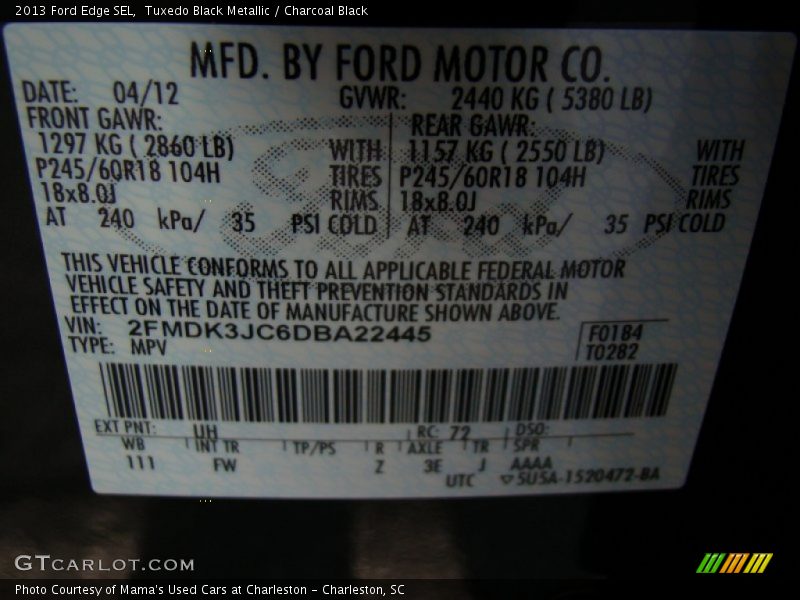 2013 Ford Edge SEL, Tuxedo Black Metallic / Charcoal Black
MFD. BY FORD MOTOR CO.
DATE: 04/12 GVWR: 2440 KG ( 5380 LB)
FRONT GAWR: REAR GAWR:
1297 KG ( 2860 LB) WITH 1157 KG ( 2550 LB) WITH
P245/60R18 104H TIRES P245/60R18 104H TIRES
18x8.0J RIMS 18x8.0J RIMS
AT 240 kPa/ 35 PSI COLD AT 240 kPa/ 35 PSI COLD
THIS VEHICLE CONFORMS TO ALL APPLICABLE FEDERAL MOTOR
VEHICLE SAFETY AND THEFT PREVENTION STANDARDS IN
EFFECT ON THE DATE OF MANUFACTURE SHOWN ABOVE.
VIN: 2FMDK3JC6DBA22445 F0184
TYPE: MPV T0282
EXT PNT: UH RC: 72 DSO:
WB INT TR TP/PS R AXLE TR SPR
111 FW Z 3E J AAAA
UTC ▽5U5A-1520472-BA
GTCARLOT.COM
Photo Courtesy of Mama's Used Cars at Charleston - Charleston, SC